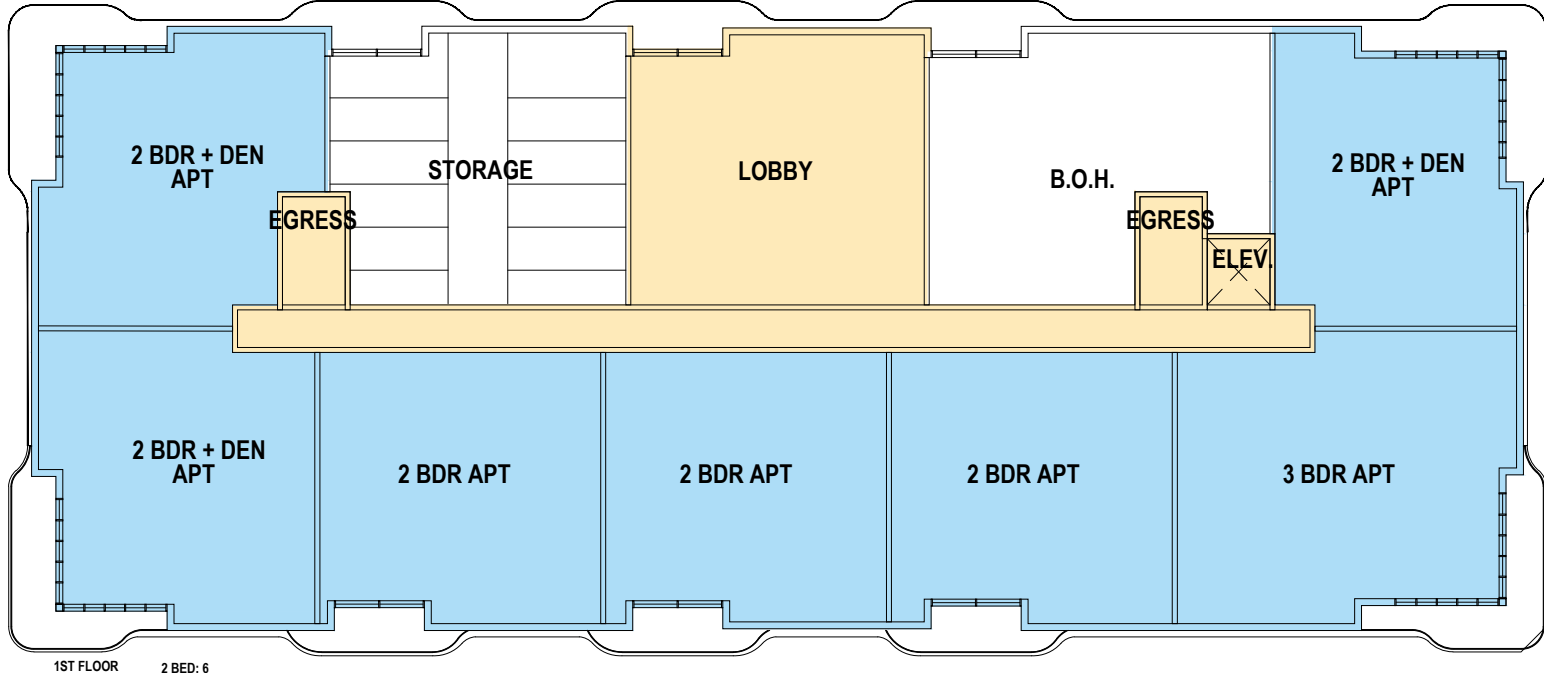 2 BDR + DEN
APT
STORAGE
LOBBY
B.O.H.
2 BDR + DEN
APT
EGRESS
EGRESS
ELEV.
2 BDR + DEN
APT
2 BDR APT
2 BDR APT
2 BDR APT
3 BDR APT
1ST FLOOR
2 BED: 6